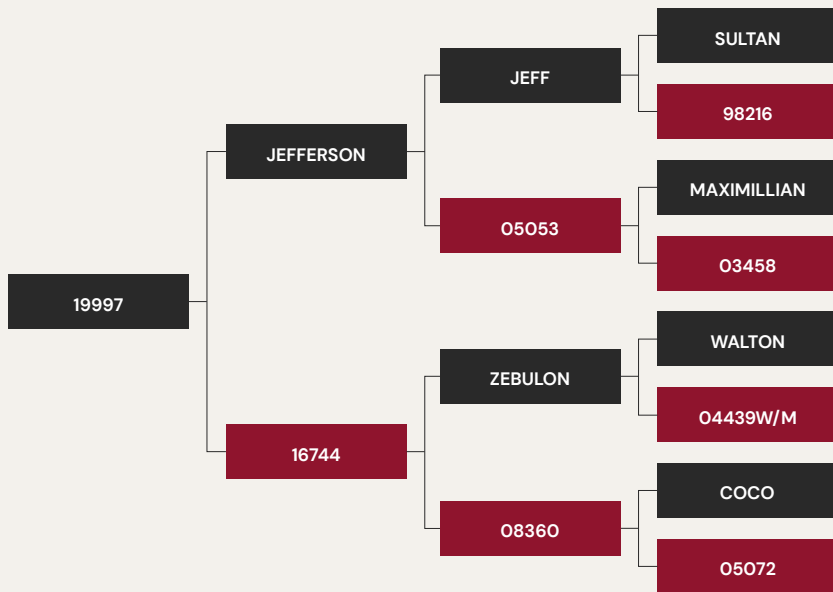 SULTAN
JEFF
98216
JEFFERSON
MAXIMILLIAN
05053
03458
19997
WALTON
ZEBULON
04439W/M
16744
COCO
08360
05072